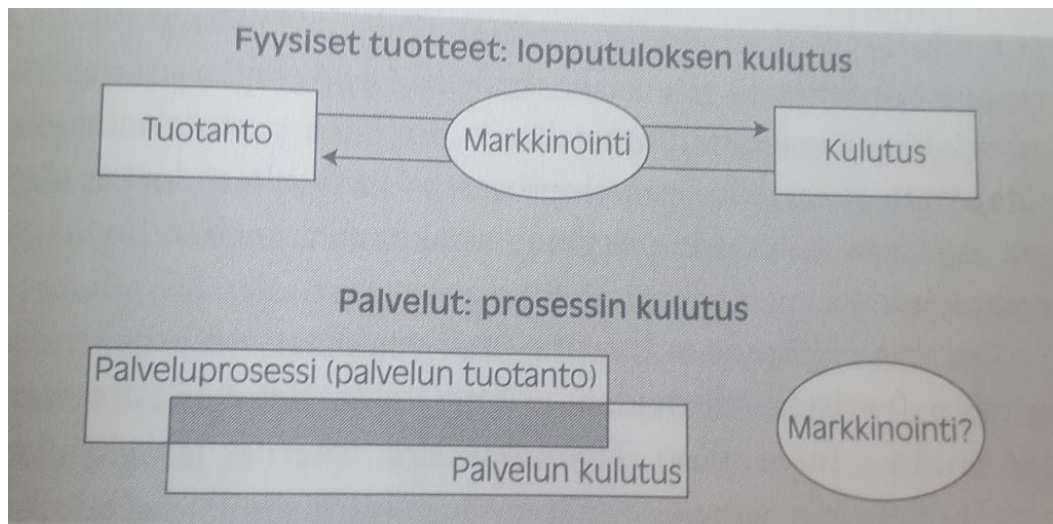 Fyysiset tuotteet: lopputuloksen kulutus
Tuotanto
Markkinointi
Kulutus
Palvelut: prosessin kulutus
Palveluprosessi (palvelun tuotanto)
Palvelun kulutus
Markkinointi?